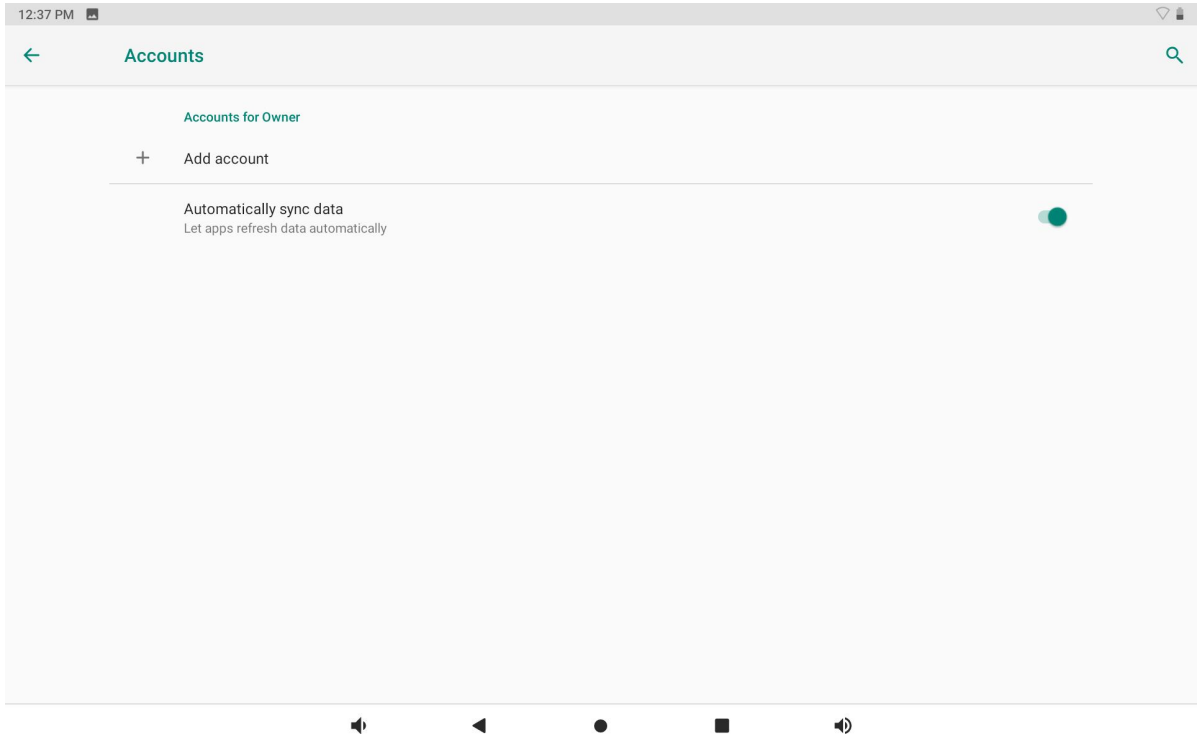 12:37 PM
Accounts
Accounts for Owner
Add account
Automatically sync data
Let apps refresh data automatically